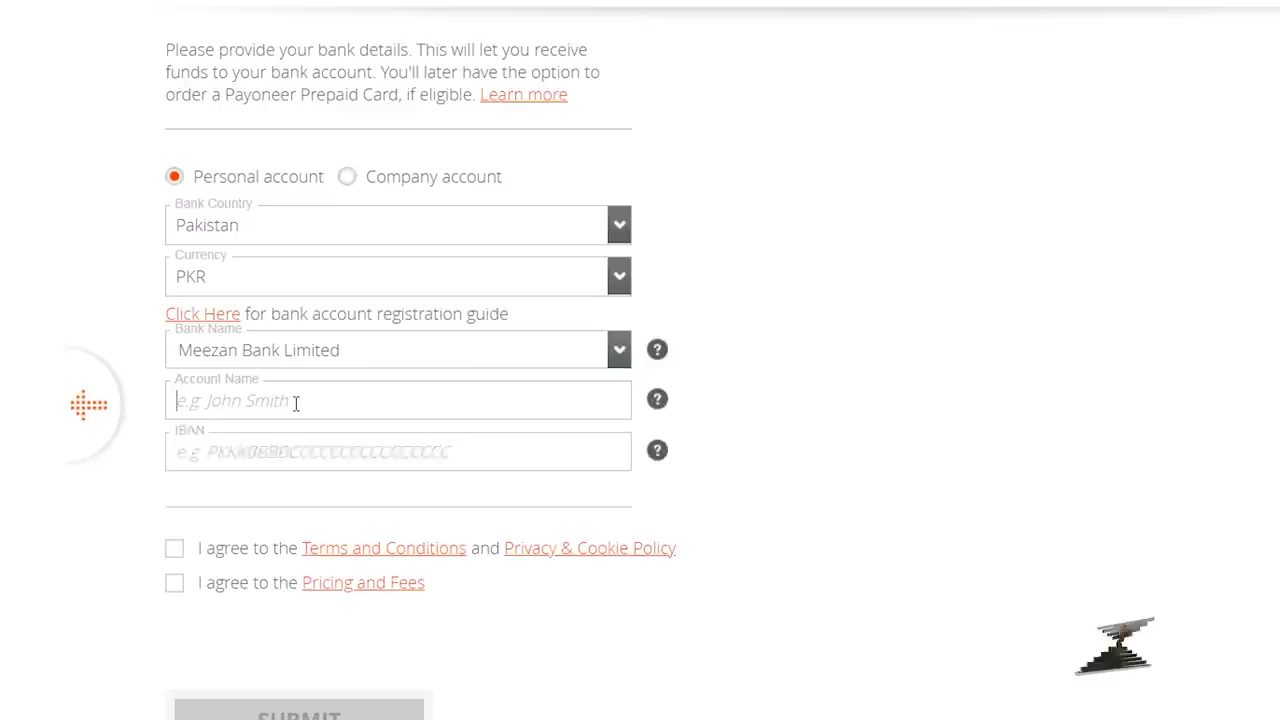 Please provide your bank details. This will let you receive
funds to your bank account. You'll later have the option to
order a Payoneer Prepaid Card, if eligible. Learn more
Personal account Company account
Bank Country
Pakistan
Currency
PKR
Click Here for bank account registration guide
Bank Name
Meezan Bank Limited
?
Account Name
e.g: John Smith
?
IBAN
e.g
?
I agree to the Terms and Conditions and Privacy & Cookie Policy
I agree to the Pricing and Fees
SUBMIT